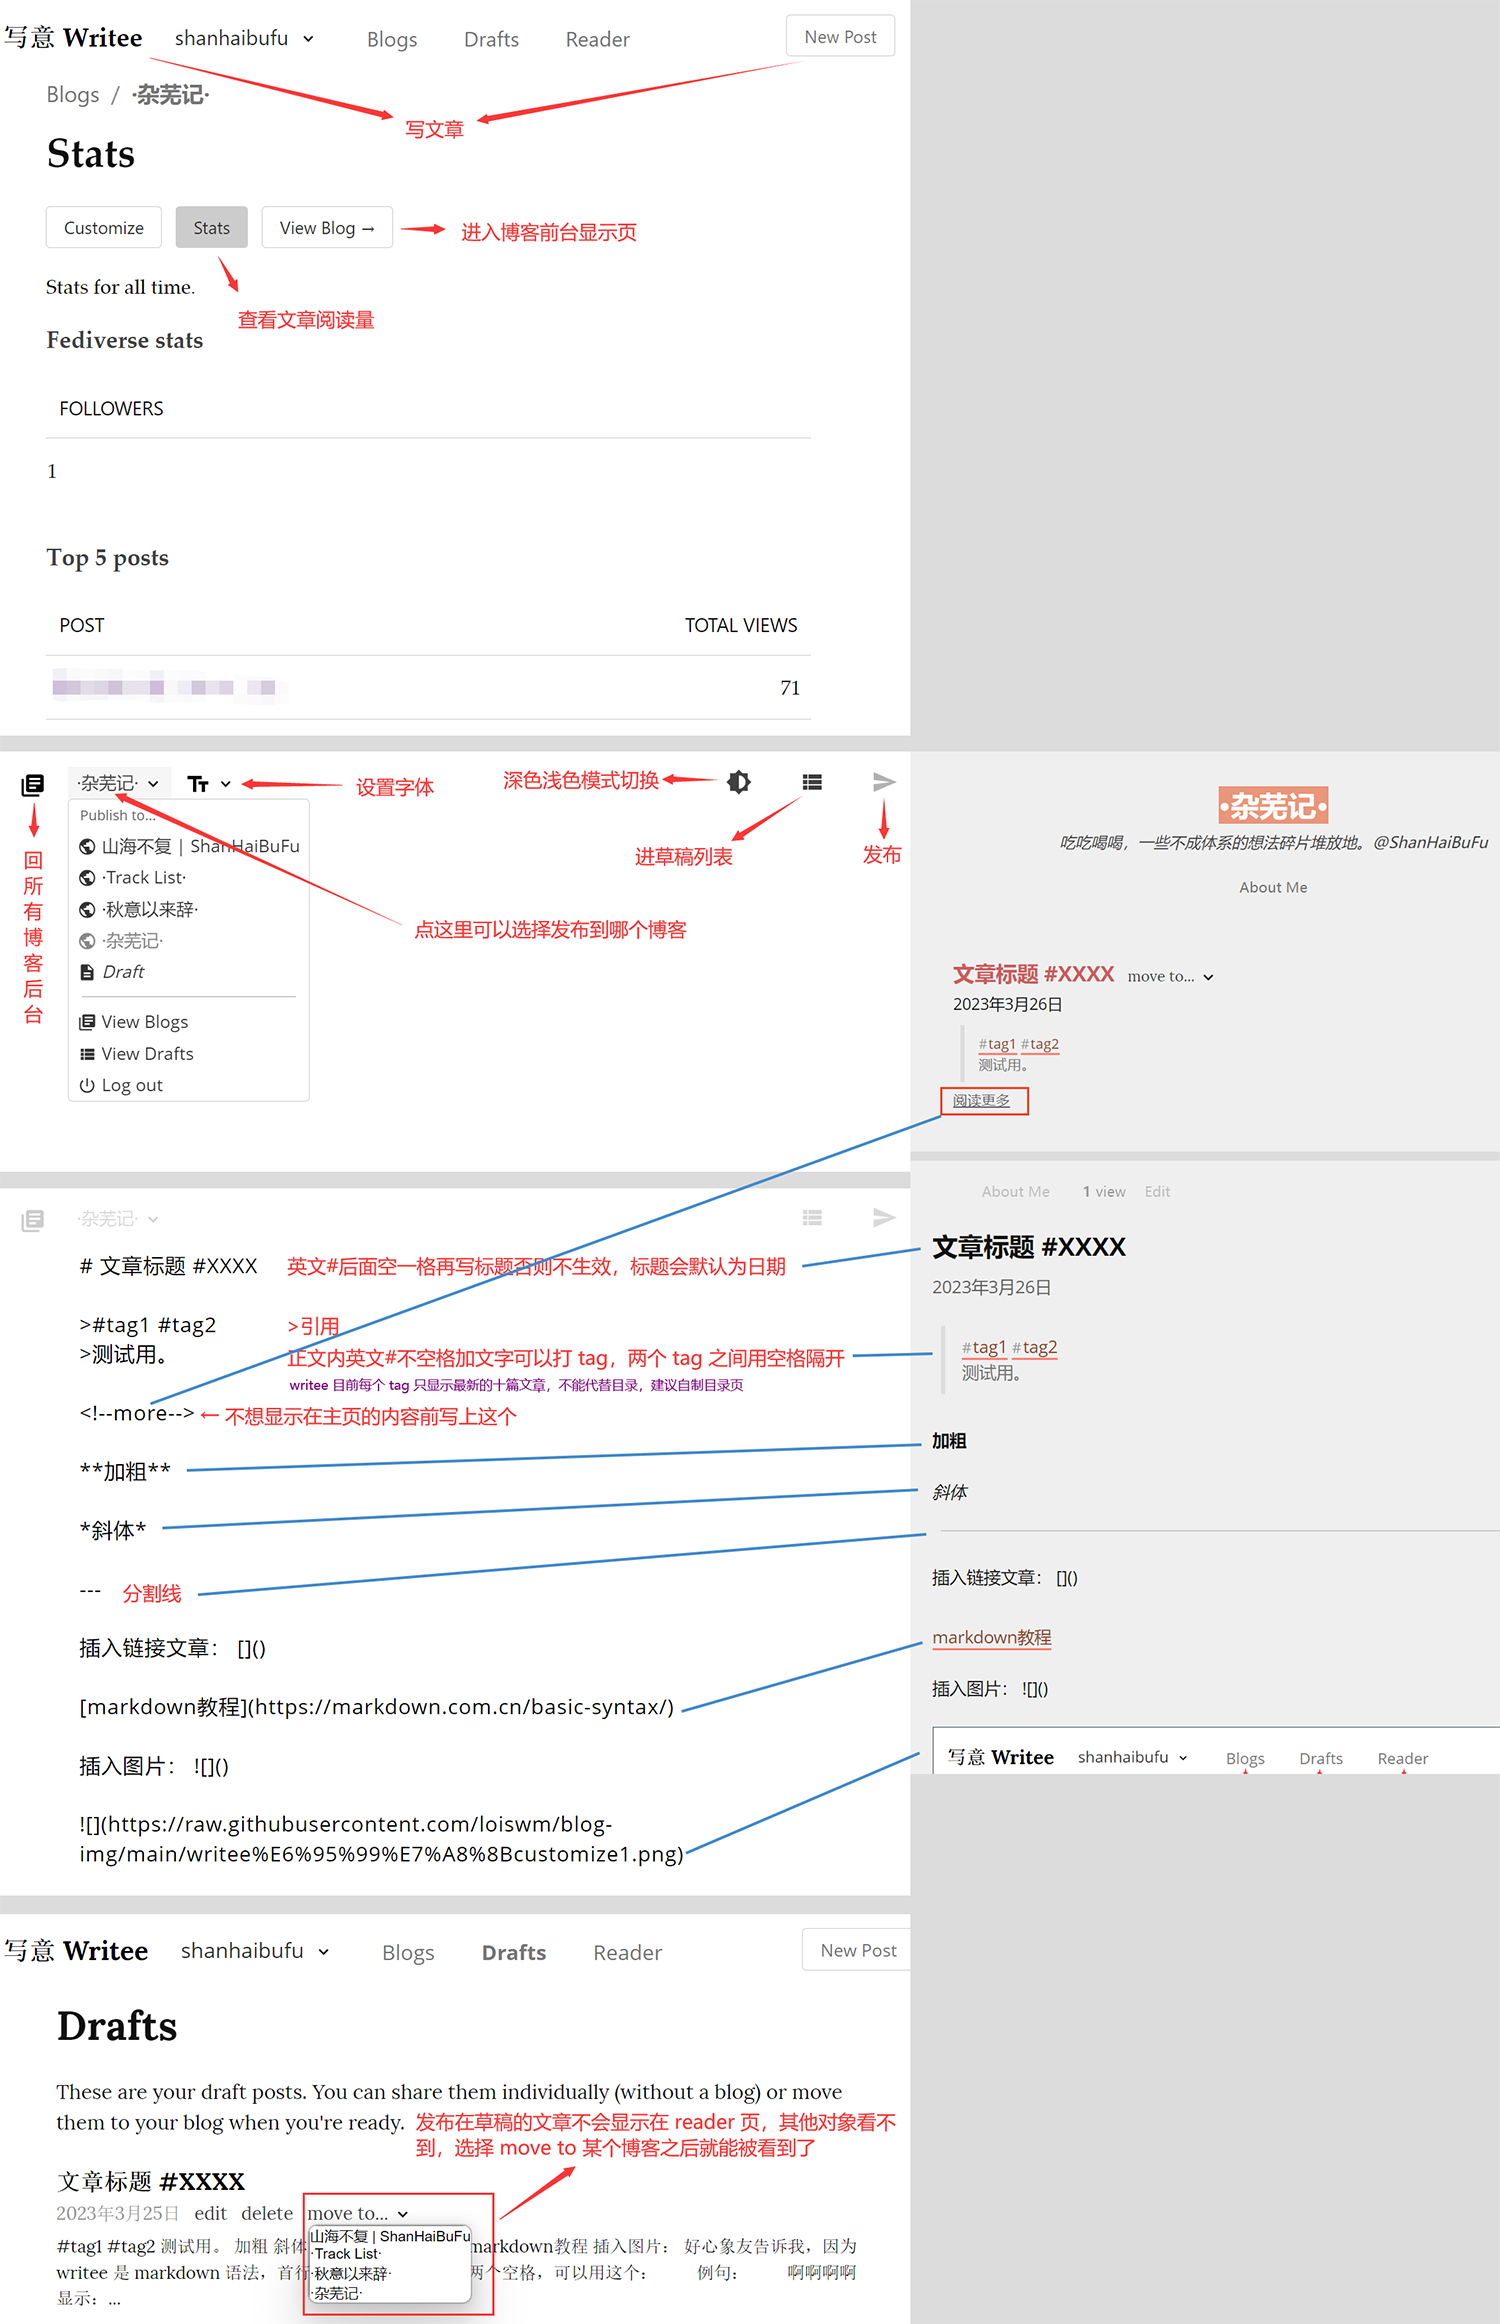 写意 Writee shanhaibufu Blogs Drafts Reader New Post
Blogs / ·杂芜记·
写文章
Stats
Customize Stats View Blog → 进入博客前台显示页
Stats for all time.
查看文章阅读量
Fediverse stats
FOLLOWERS
1
Top 5 posts
POST TOTAL VIEWS
71
·杂芜记· TT 设置字体 深色浅色模式切换
回所有博客后台
进草稿列表
发布
Publish to...
山海不复 | ShanHaiBuFu
·Track List·
·秋意以来辞·
·杂芜记·
Draft
点这里可以选择发布到哪个博客
View Blogs
View Drafts
Log out
·杂芜记·
吃吃喝喝，一些不成体系的想法碎片堆放地。@ShanHaiBuFu
About Me
文章标题 #XXXX move to...
2023年3月26日
#tag1 #tag2
测试用。
阅读更多
·杂芜记·
# 文章标题 #XXXX 英文#后面空一格再写标题否则不生效，标题会默认为日期
>#tag1 #tag2 >引用
>测试用。 正文内英文#不空格加文字可以打 tag，两个 tag 之间用空格隔开
writee 目前每个 tag 只显示最新的十篇文章，不能代替目录，建议自制目录页
<!--more--> ← 不想显示在主页的内容前写上这个
**加粗**
*斜体*
--- 分割线
插入链接文章： []()
[markdown教程](https://markdown.com.cn/basic-syntax/)
插入图片： ![]()
![](https://raw.githubusercontent.com/loiswm/blog-
img/main/writee%E6%95%99%E7%A8%8Bcustomize1.png)
About Me 1 view Edit
文章标题 #XXXX
2023年3月26日
#tag1 #tag2
测试用。
加粗
斜体
插入链接文章： []()
markdown教程
插入图片： ![]()
写意 Writee shanhaibufu Blogs Drafts Reader
写意 Writee shanhaibufu Blogs Drafts Reader New Post
Drafts
These are your draft posts. You can share them individually (without a blog) or move
them to your blog when you're ready.
发布在草稿的文章不会显示在 reader 页，其他对象看不
到，选择 move to 某个博客之后就能被看到了
文章标题 #XXXX
2023年3月25日 edit delete move to...
山海不复 | ShanHaiBuFu
·Track List·
·秋意以来辞·
·杂芜记·
#tag1 #tag2 测试用。 加粗 斜体 markdown教程 插入图片： 好心象友告诉我，因为
writee 是 markdown 语法，首行 两个空格，可以用这个： 例句： 啊啊啊啊
显示：...